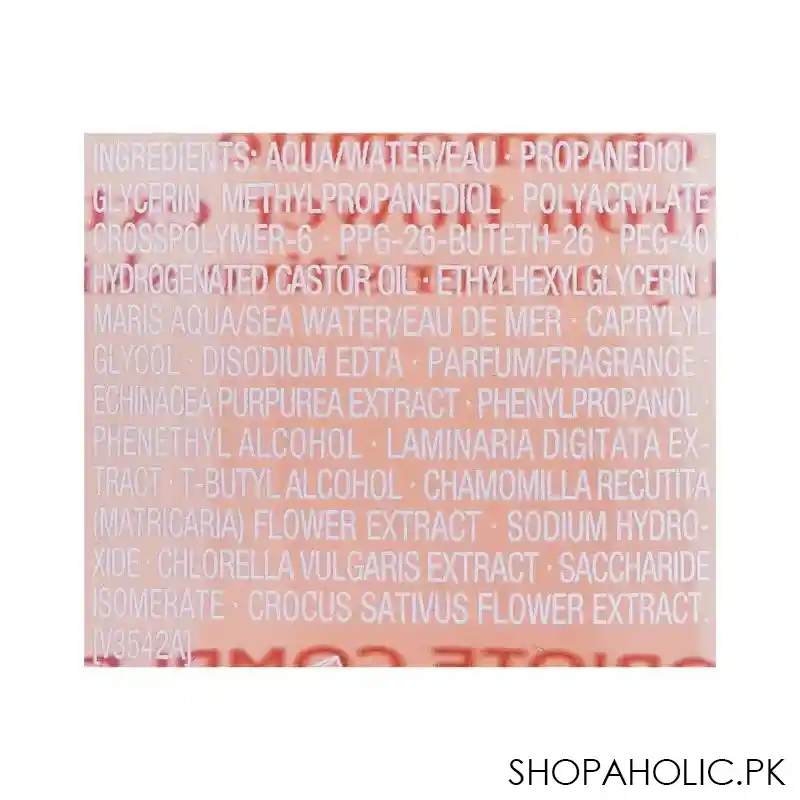 INGREDIENTS· AQUA/WATER/EAU · PROPANEDIOL ·
GLYCERIN · METHYLPROPANEDIOL · POLYACRYLATE
CROSSPOLYMER-6 · PPG-26-BUTETH-26 · PEG-40
HYDROGENATED CASTOR OIL · ETHYLHEXYLGLYCERIN ·
MARIS AQUA/SEA WATER/EAU DE MER · CAPRYLYL
GLYCOL · DISODIUM EDTA · PARFUM/FRAGRANCE ·
ECHINACEA PURPUREA EXTRACT · PHENYLPROPANOL ·
PHENETHYL ALCOHOL · LAMINARIA DIGITATA EX-
TRACT · T-BUTYL ALCOHOL · CHAMOMILLA RECUTITA
(MATRICARIA) FLOWER EXTRACT · SODIUM HYDRO-
XIDE · CHLORELLA VULGARIS EXTRACT · SACCHARIDE
ISOMERATE · CROCUS SATIVUS FLOWER EXTRACT.
[V3542A]
SHOPAHOLIC.PK